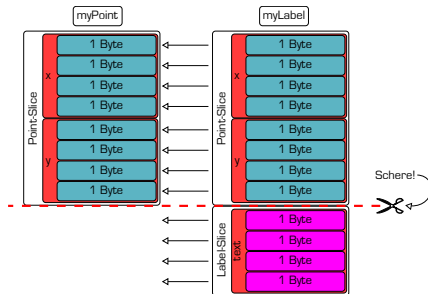 myPoint
myLabel
Point-Slice
x
1 Byte
1 Byte
1 Byte
1 Byte
y
1 Byte
1 Byte
1 Byte
1 Byte
Point-Slice
x
1 Byte
1 Byte
1 Byte
1 Byte
y
1 Byte
1 Byte
1 Byte
1 Byte
Schere!
Label-Slice
text
1 Byte
1 Byte
1 Byte
1 Byte